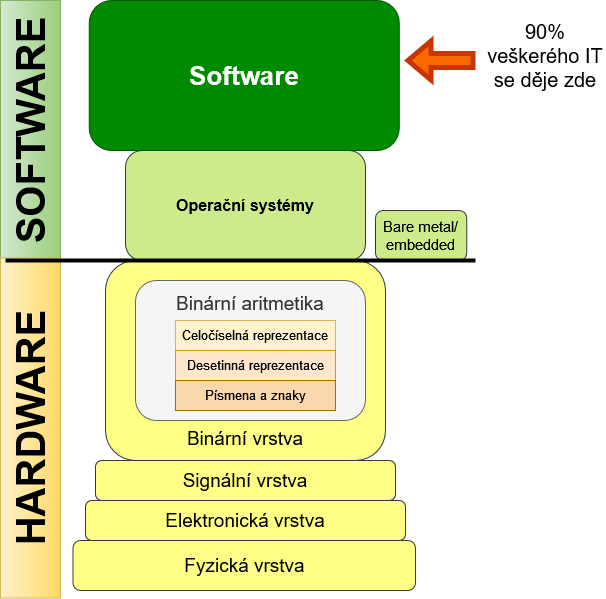 SOFTWARE
Software
90%
veškerého IT
se děje zde
Operační systémy
Bare metal/
embedded
HARDWARE
Binární aritmetika
Celočíselná reprezentace
Desetinná reprezentace
Písmena a znaky
Binární vrstva
Signální vrstva
Elektronická vrstva
Fyzická vrstva